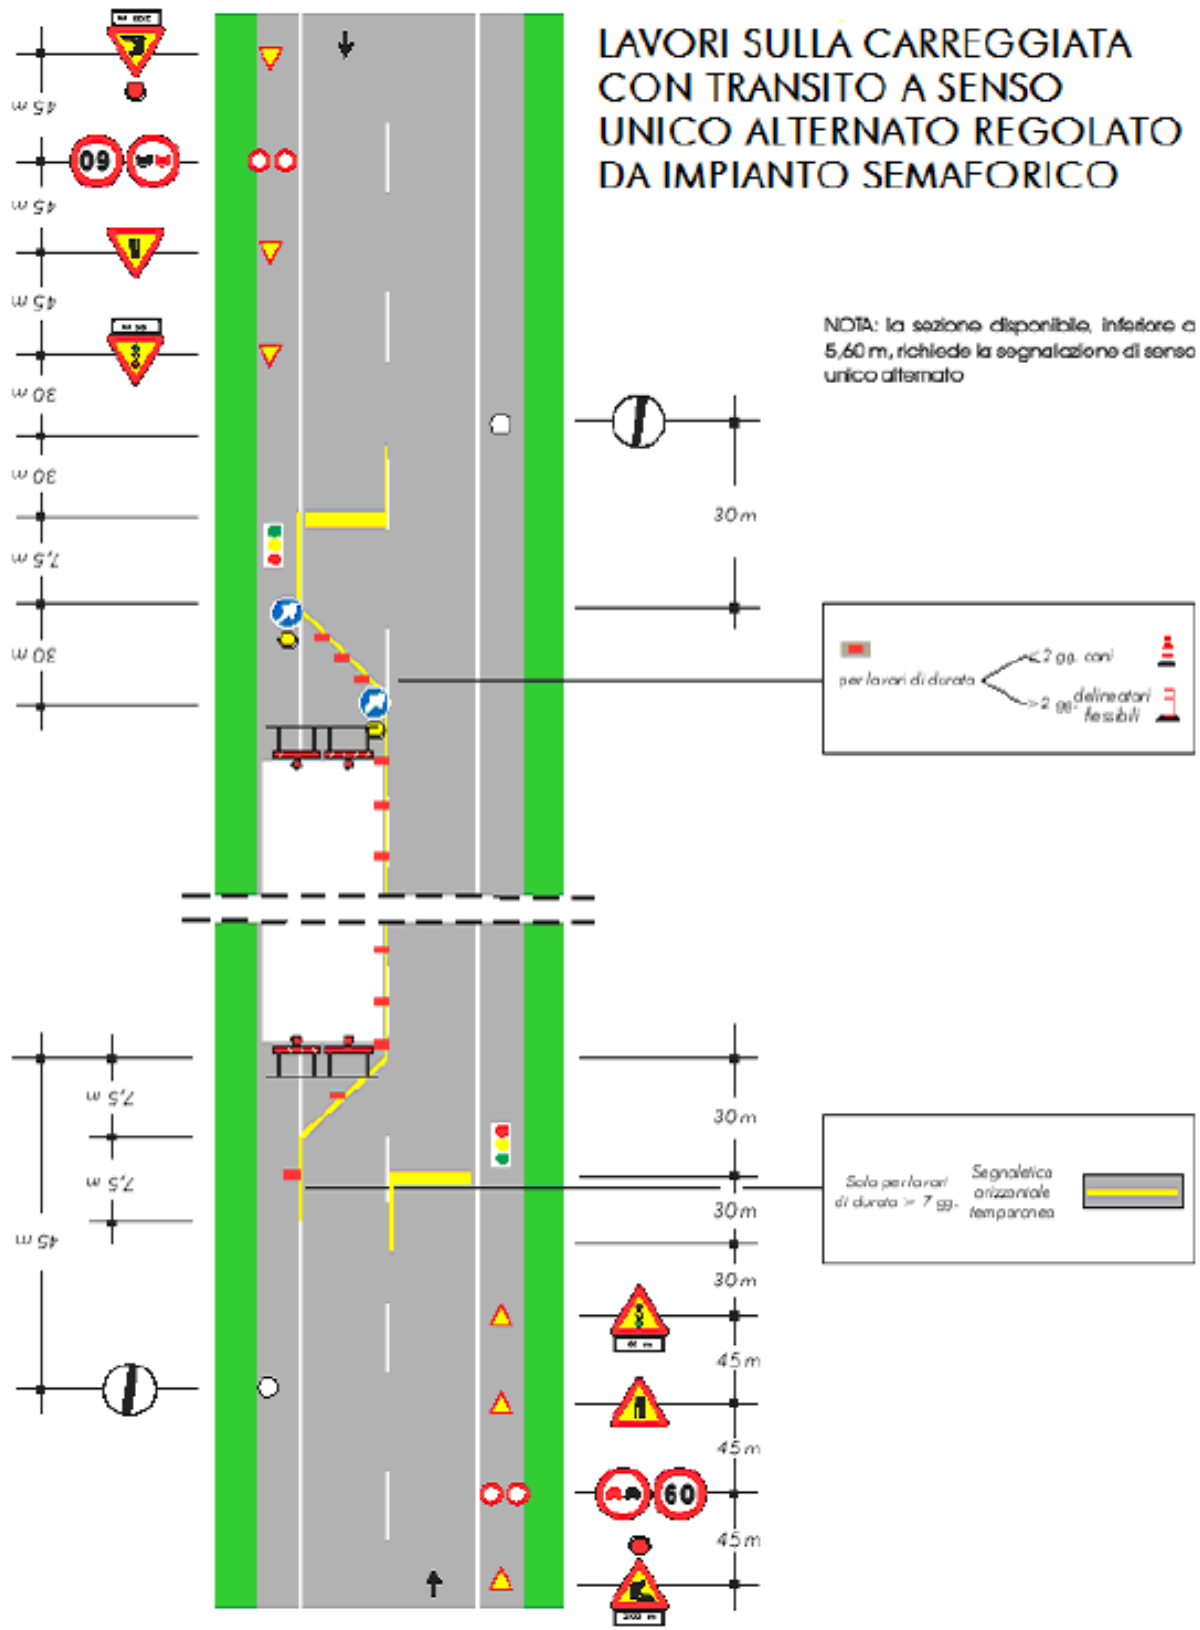 LAVORI SULLA CARREGGIATA
CON TRANSITO A SENSO
UNICO ALTERNATO REGOLATO
DA IMPIANTO SEMAFORICO
NOTA: la sezione disponibile, inferiore a
5,60 m, richiede la segnalazione di senso
unico alternato
45 m
60
45 m
45 m
30 m
30 m
7,5 m
30 m
30 m
per lavori di durata
<2 gg. coni
>2 gg. delineatori
flessibili
7,5 m
7,5 m
45 m
30 m
30 m
30 m
Solo per lavori
di durata > 7 gg.
Segnaletica
orizzontale
temporanea
45 m
45 m
60
45 m